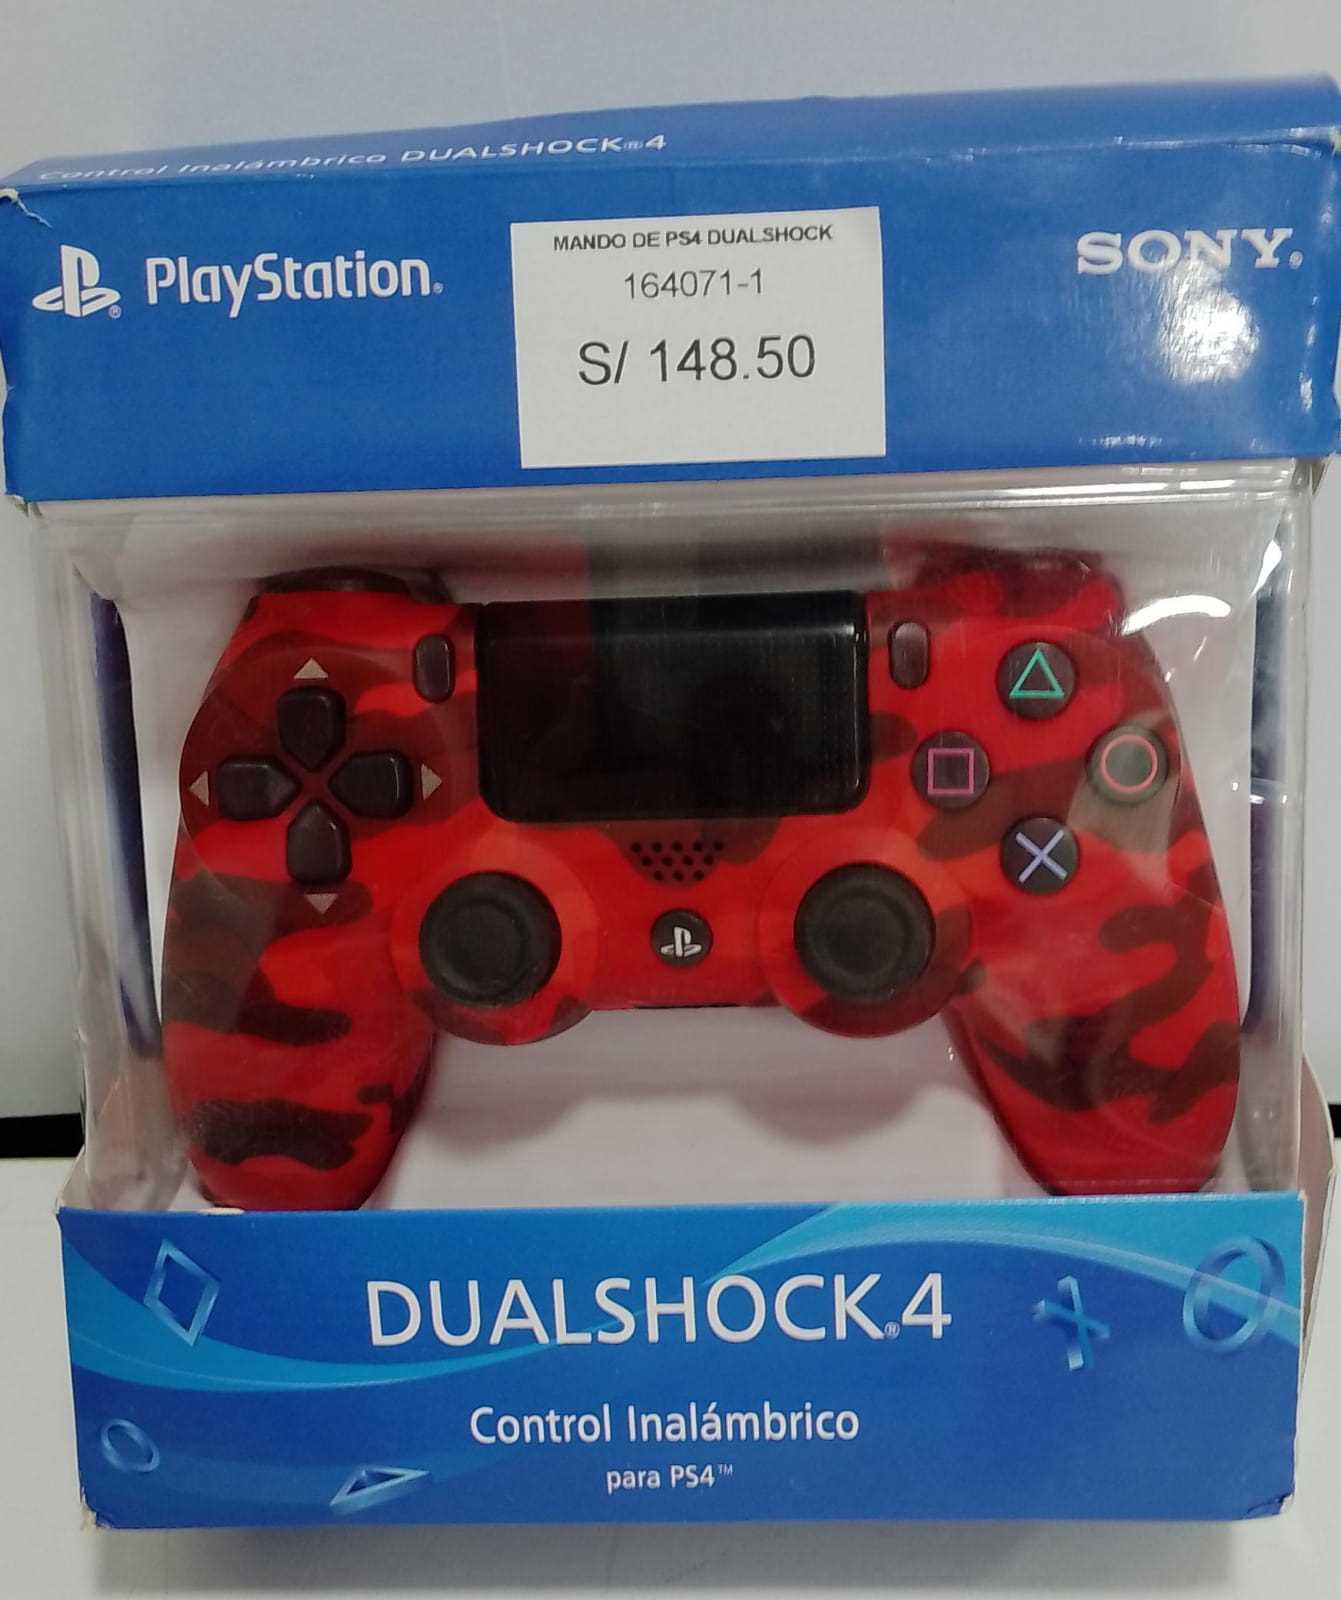 Control Inalámbrico DUALSHOCK®4
PlayStation®
MANDO DE PS4 DUALSHOCK
164071-1
S/ 148.50
SONY®
DUALSHOCK®4
Control Inalámbrico
para PS4™